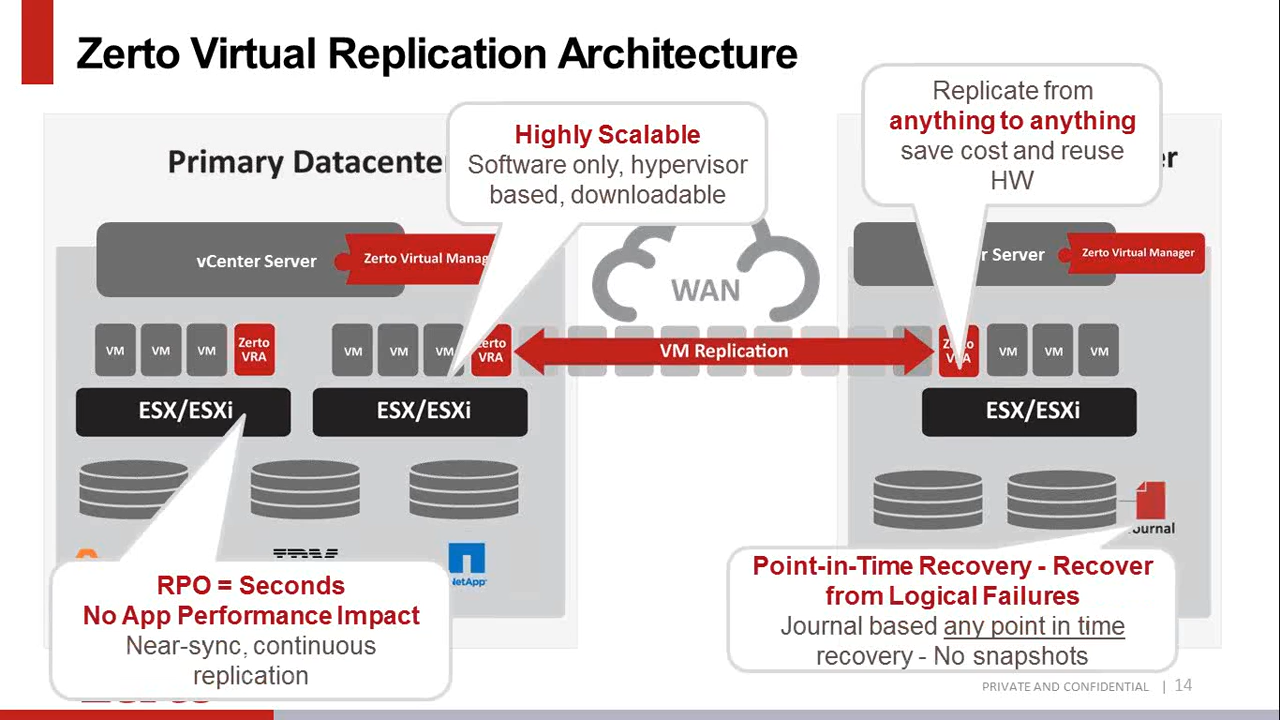 Zerto Virtual Replication Architecture
Replicate from
anything to anything
save cost and reuse
HW
Highly Scalable
Software only, hypervisor
based, downloadable
Primary Datacenter
vCenter Server
Zerto Virtual Manag
WAN
r Server
Zerto Virtual Manager
VM
VM
VM
Zerto
VRA
VM
VM
VM
Zerto
VRA
VM Replication
VM
VM
VM
ESX/ESXi
ESX/ESXi
ESX/ESXi
NetApp
Journal
RPO = Seconds
No App Performance Impact
Near-sync, continuous
replication
Point-in-Time Recovery - Recover
from Logical Failures
Journal based any point in time
recovery - No snapshots
PRIVATE AND CONFIDENTIAL | 14